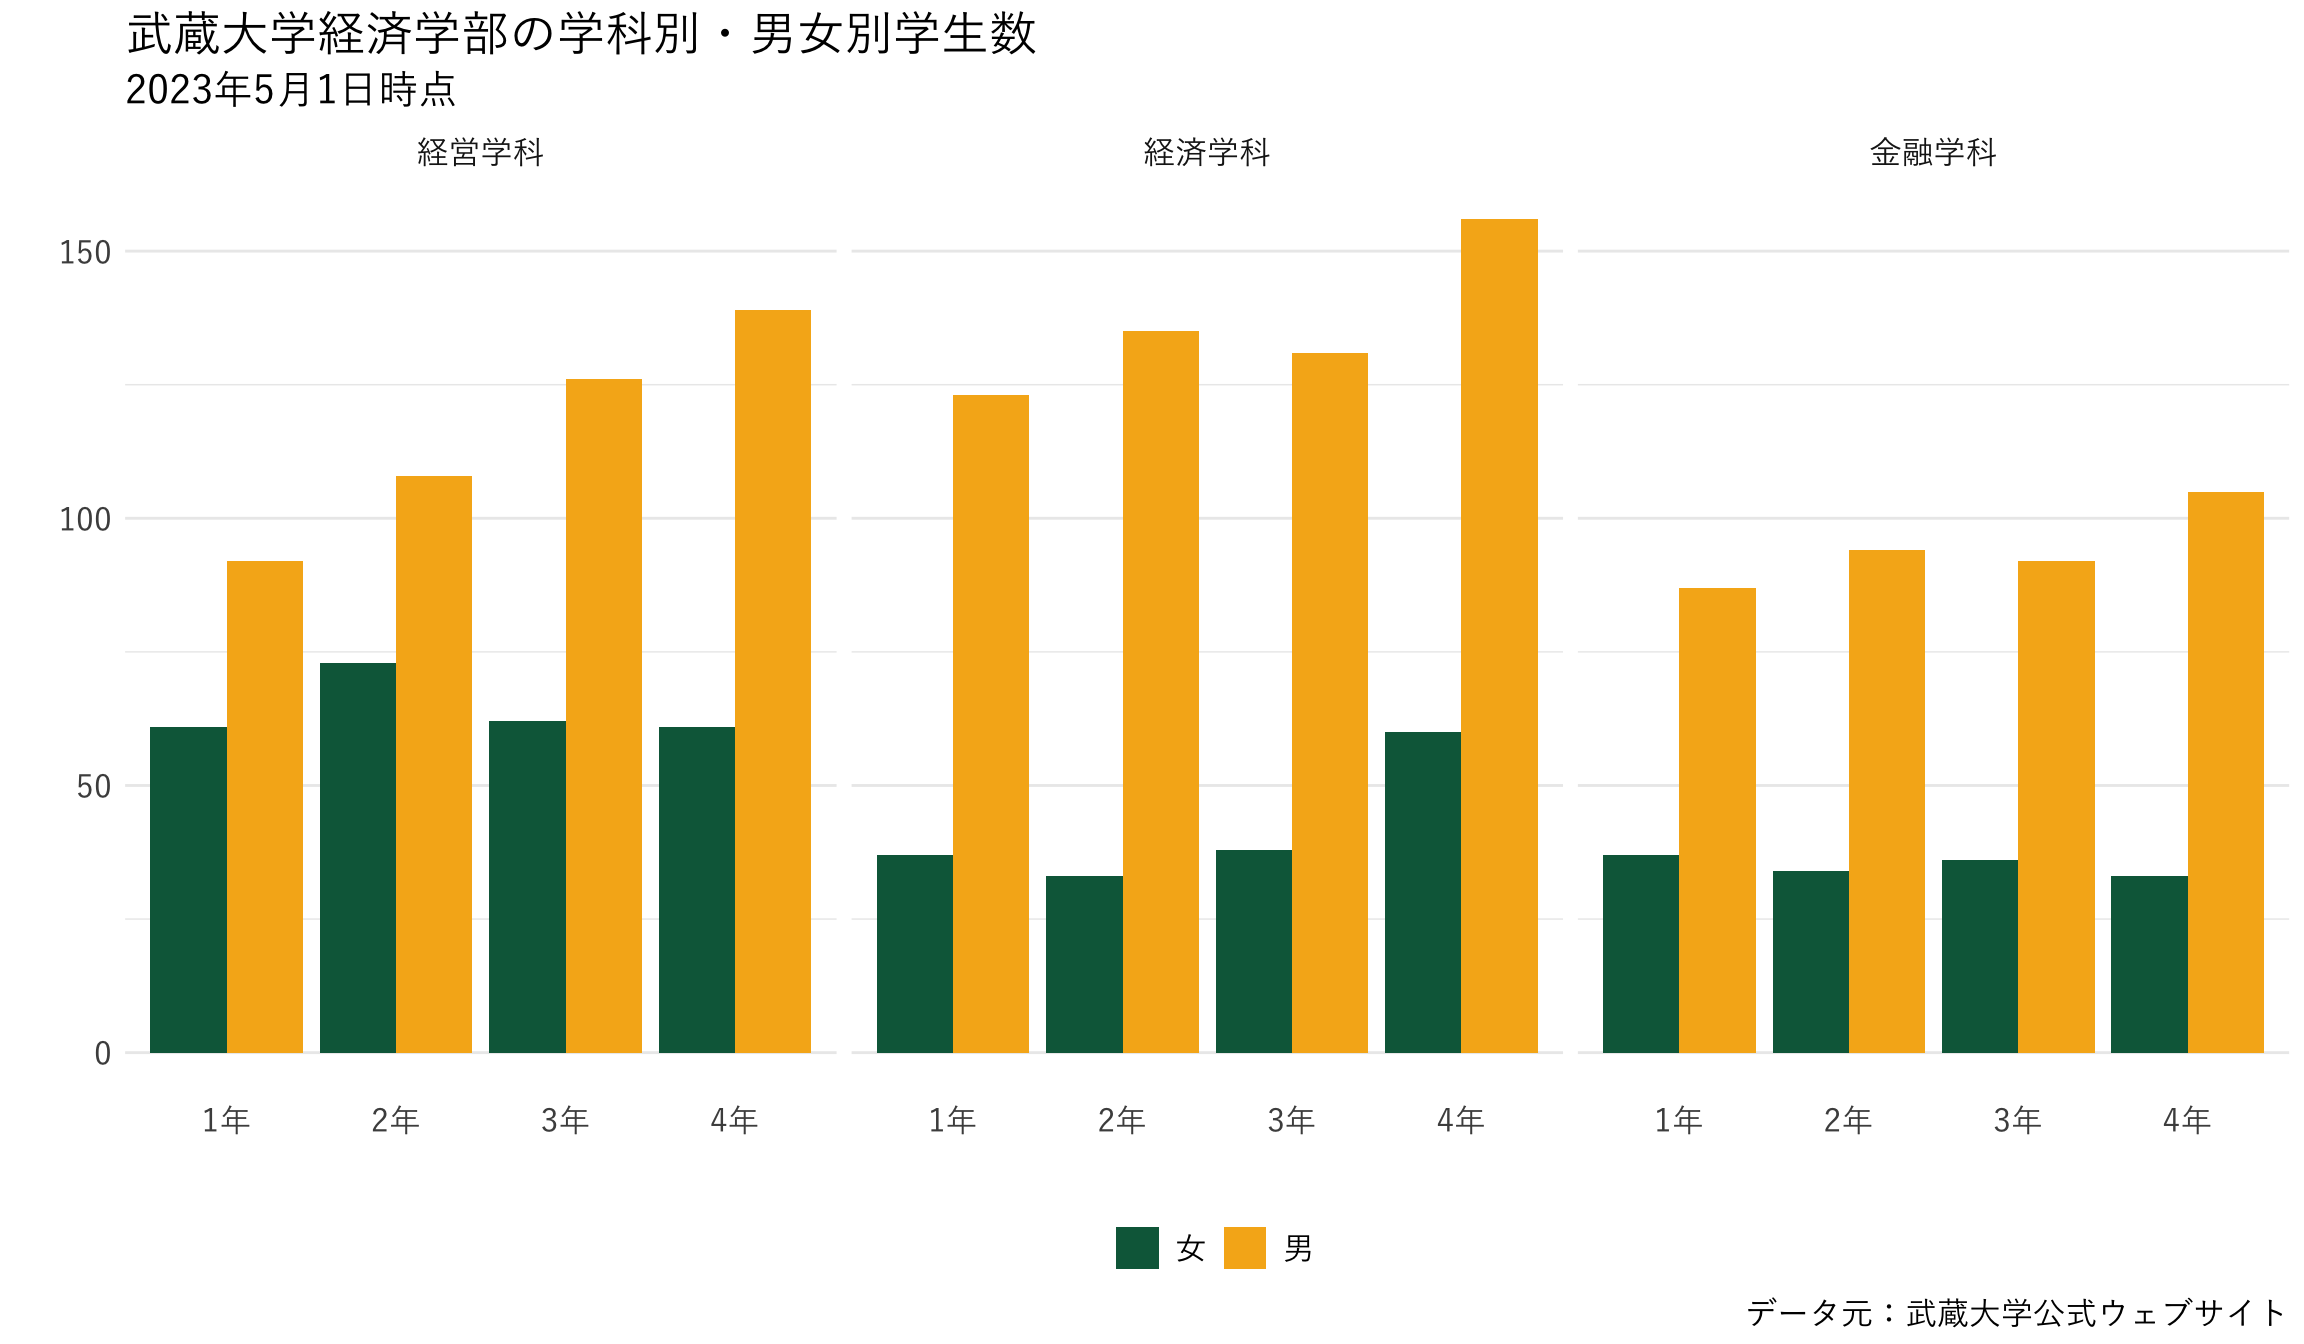 武蔵大学経済学部の学科別・男女別学生数
2023年5月1日時点
経営学科 経済学科 金融学科
150
100
50
0
1年 2年 3年 4年 1年 2年 3年 4年 1年 2年 3年 4年
女 男
データ元：武蔵大学公式ウェブサイト